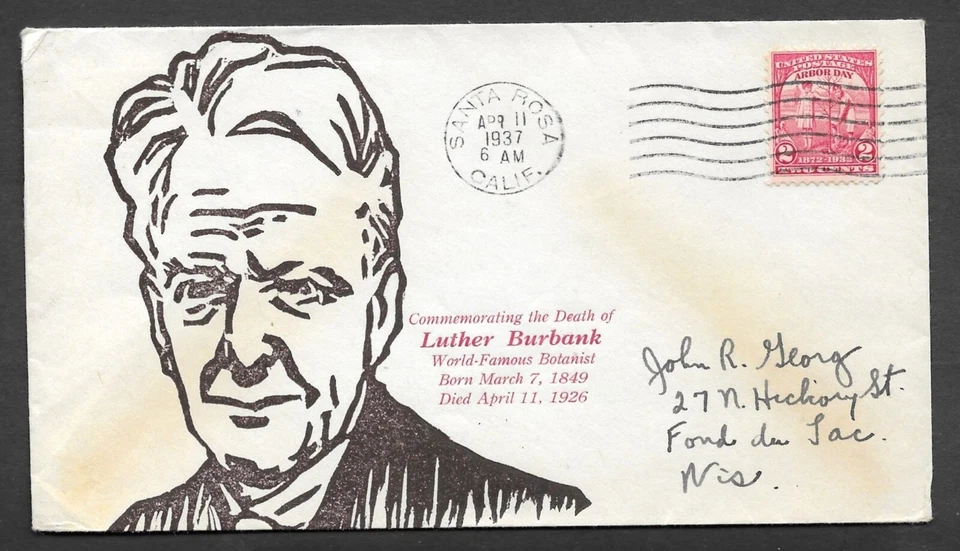 SANTA ROSA
APR 11
1937
6 AM
CALIF.
UNITED STATES
POSTAGE
ARBOR DAY
2 1872-1932 2
TWO CENTS
Commemorating the Death of
Luther Burbank
World-Famous Botanist
Born March 7, 1849
Died April 11, 1926
John R. Georg
27 N. Hickory St.
Fond du Lac.
Wis.